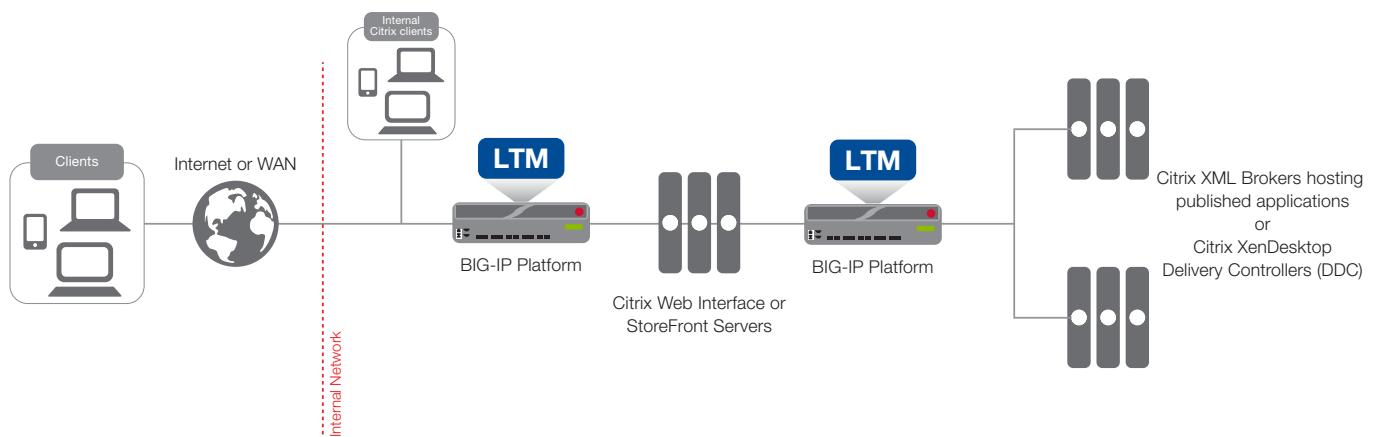 Internal
Citrix clients
Clients
Internet or WAN
Internal Network
LTM
BIG-IP Platform
Citrix Web Interface or
StoreFront Servers
LTM
BIG-IP Platform
Citrix XML Brokers hosting
published applications
or
Citrix XenDesktop
Delivery Controllers (DDC)